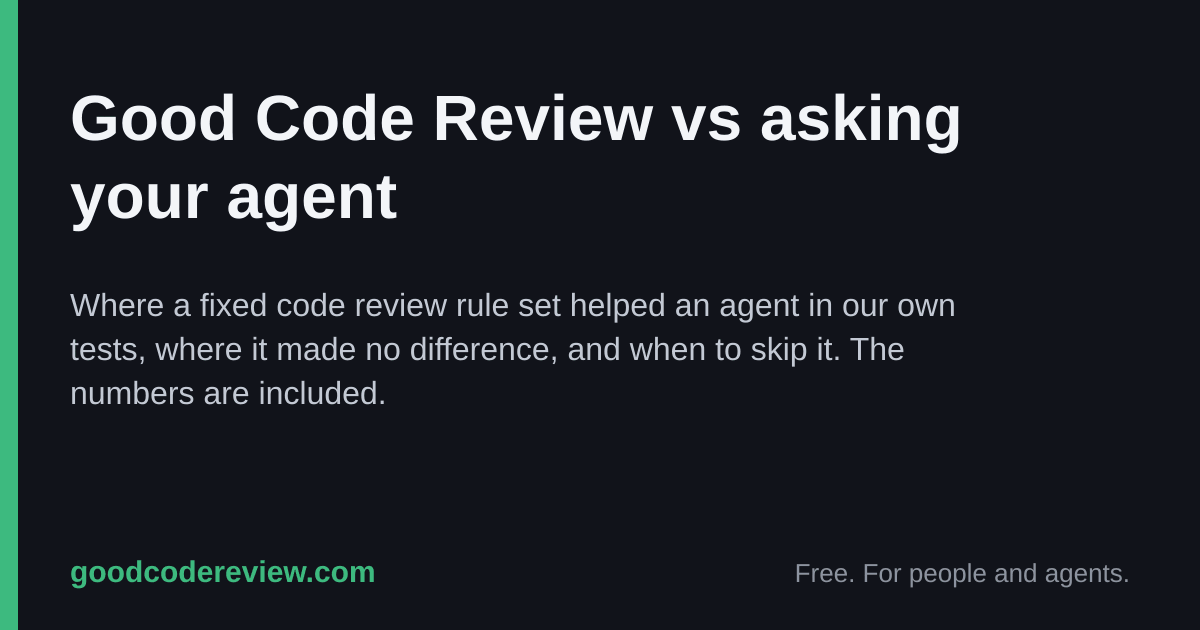 Good Code Review vs asking
your agent
Where a fixed code review rule set helped an agent in our own
tests, where it made no difference, and when to skip it. The
numbers are included.
goodcodereview.com
Free. For people and agents.